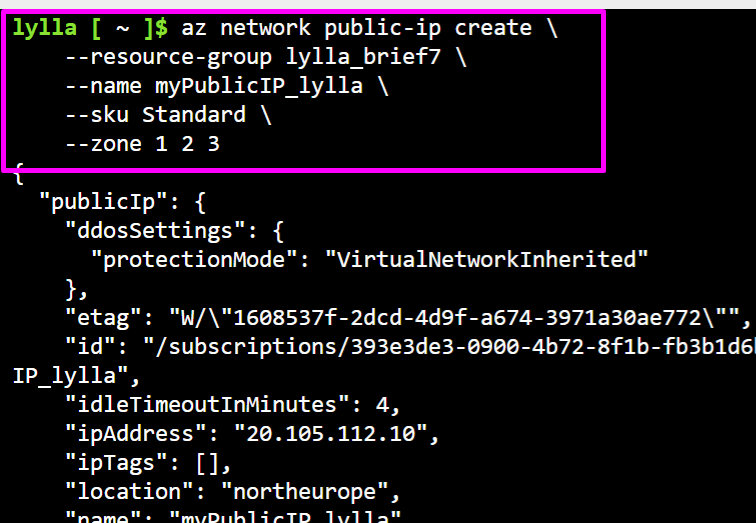 lylla [ ~ ]$ az network public-ip create \
    --resource-group lylla_brief7 \
    --name myPublicIP_lylla \
    --sku Standard \
    --zone 1 2 3
{
  "publicIp": {
    "ddosSettings": {
      "protectionMode": "VirtualNetworkInherited"
    },
    "etag": "W/\"1608537f-2dcd-4d9f-a674-3971a30ae772\"",
    "id": "/subscriptions/393e3de3-0900-4b72-8f1b-fb3b1d6
IP_lylla",
    "idleTimeoutInMinutes": 4,
    "ipAddress": "20.105.112.10",
    "ipTags": [],
    "location": "northeurope",
    "name": "myPublicIP_lylla"